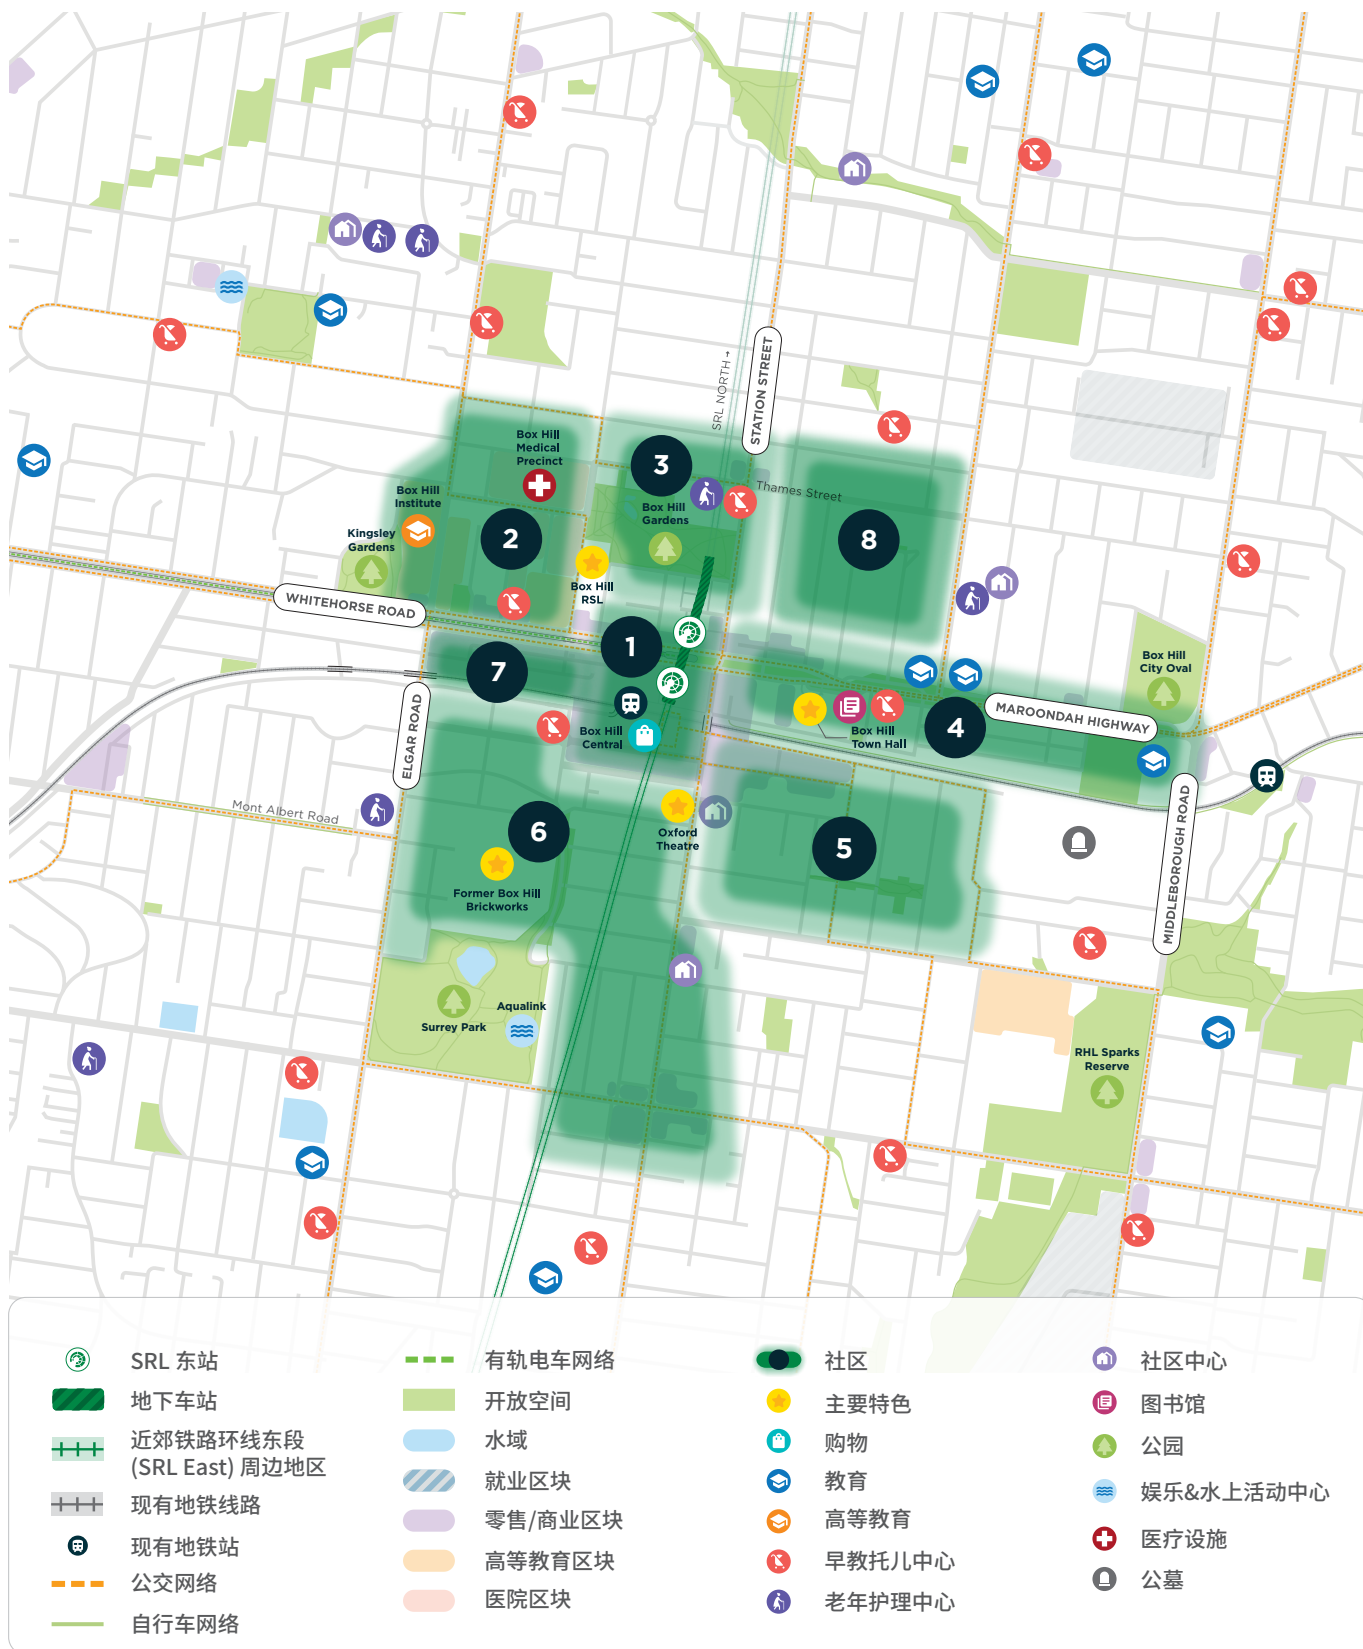 SRL NORTH →
STATION STREET
Box Hill
Medical
Precinct
3
Thames Street
Box Hill
Institute
Box Hill
Gardens
2
8
Kingsley
Gardens
Box Hill
RSL
WHITEHORSE ROAD
1
7
Box Hill
City Oval
ELGAR ROAD
MAROONDAH HIGHWAY
4
Box Hill
Central
Box Hill
Town Hall
MIDDLEBOROUGH ROAD
Mont Albert Road
6
Oxford
Theatre
5
Former Box Hill
Brickworks
Surrey Park
Aqualink
RHL Sparks
Reserve
SRL 东站
地下车站
近郊铁路环线东段
(SRL East) 周边地区
现有地铁线路
现有地铁站
公交网络
自行车网络
有轨电车网络
开放空间
水域
就业区块
零售/商业区块
高等教育区块
医院区块
社区
主要特色
购物
教育
高等教育
早教托儿中心
老年护理中心
社区中心
图书馆
公园
娱乐&水上活动中心
医疗设施
公墓